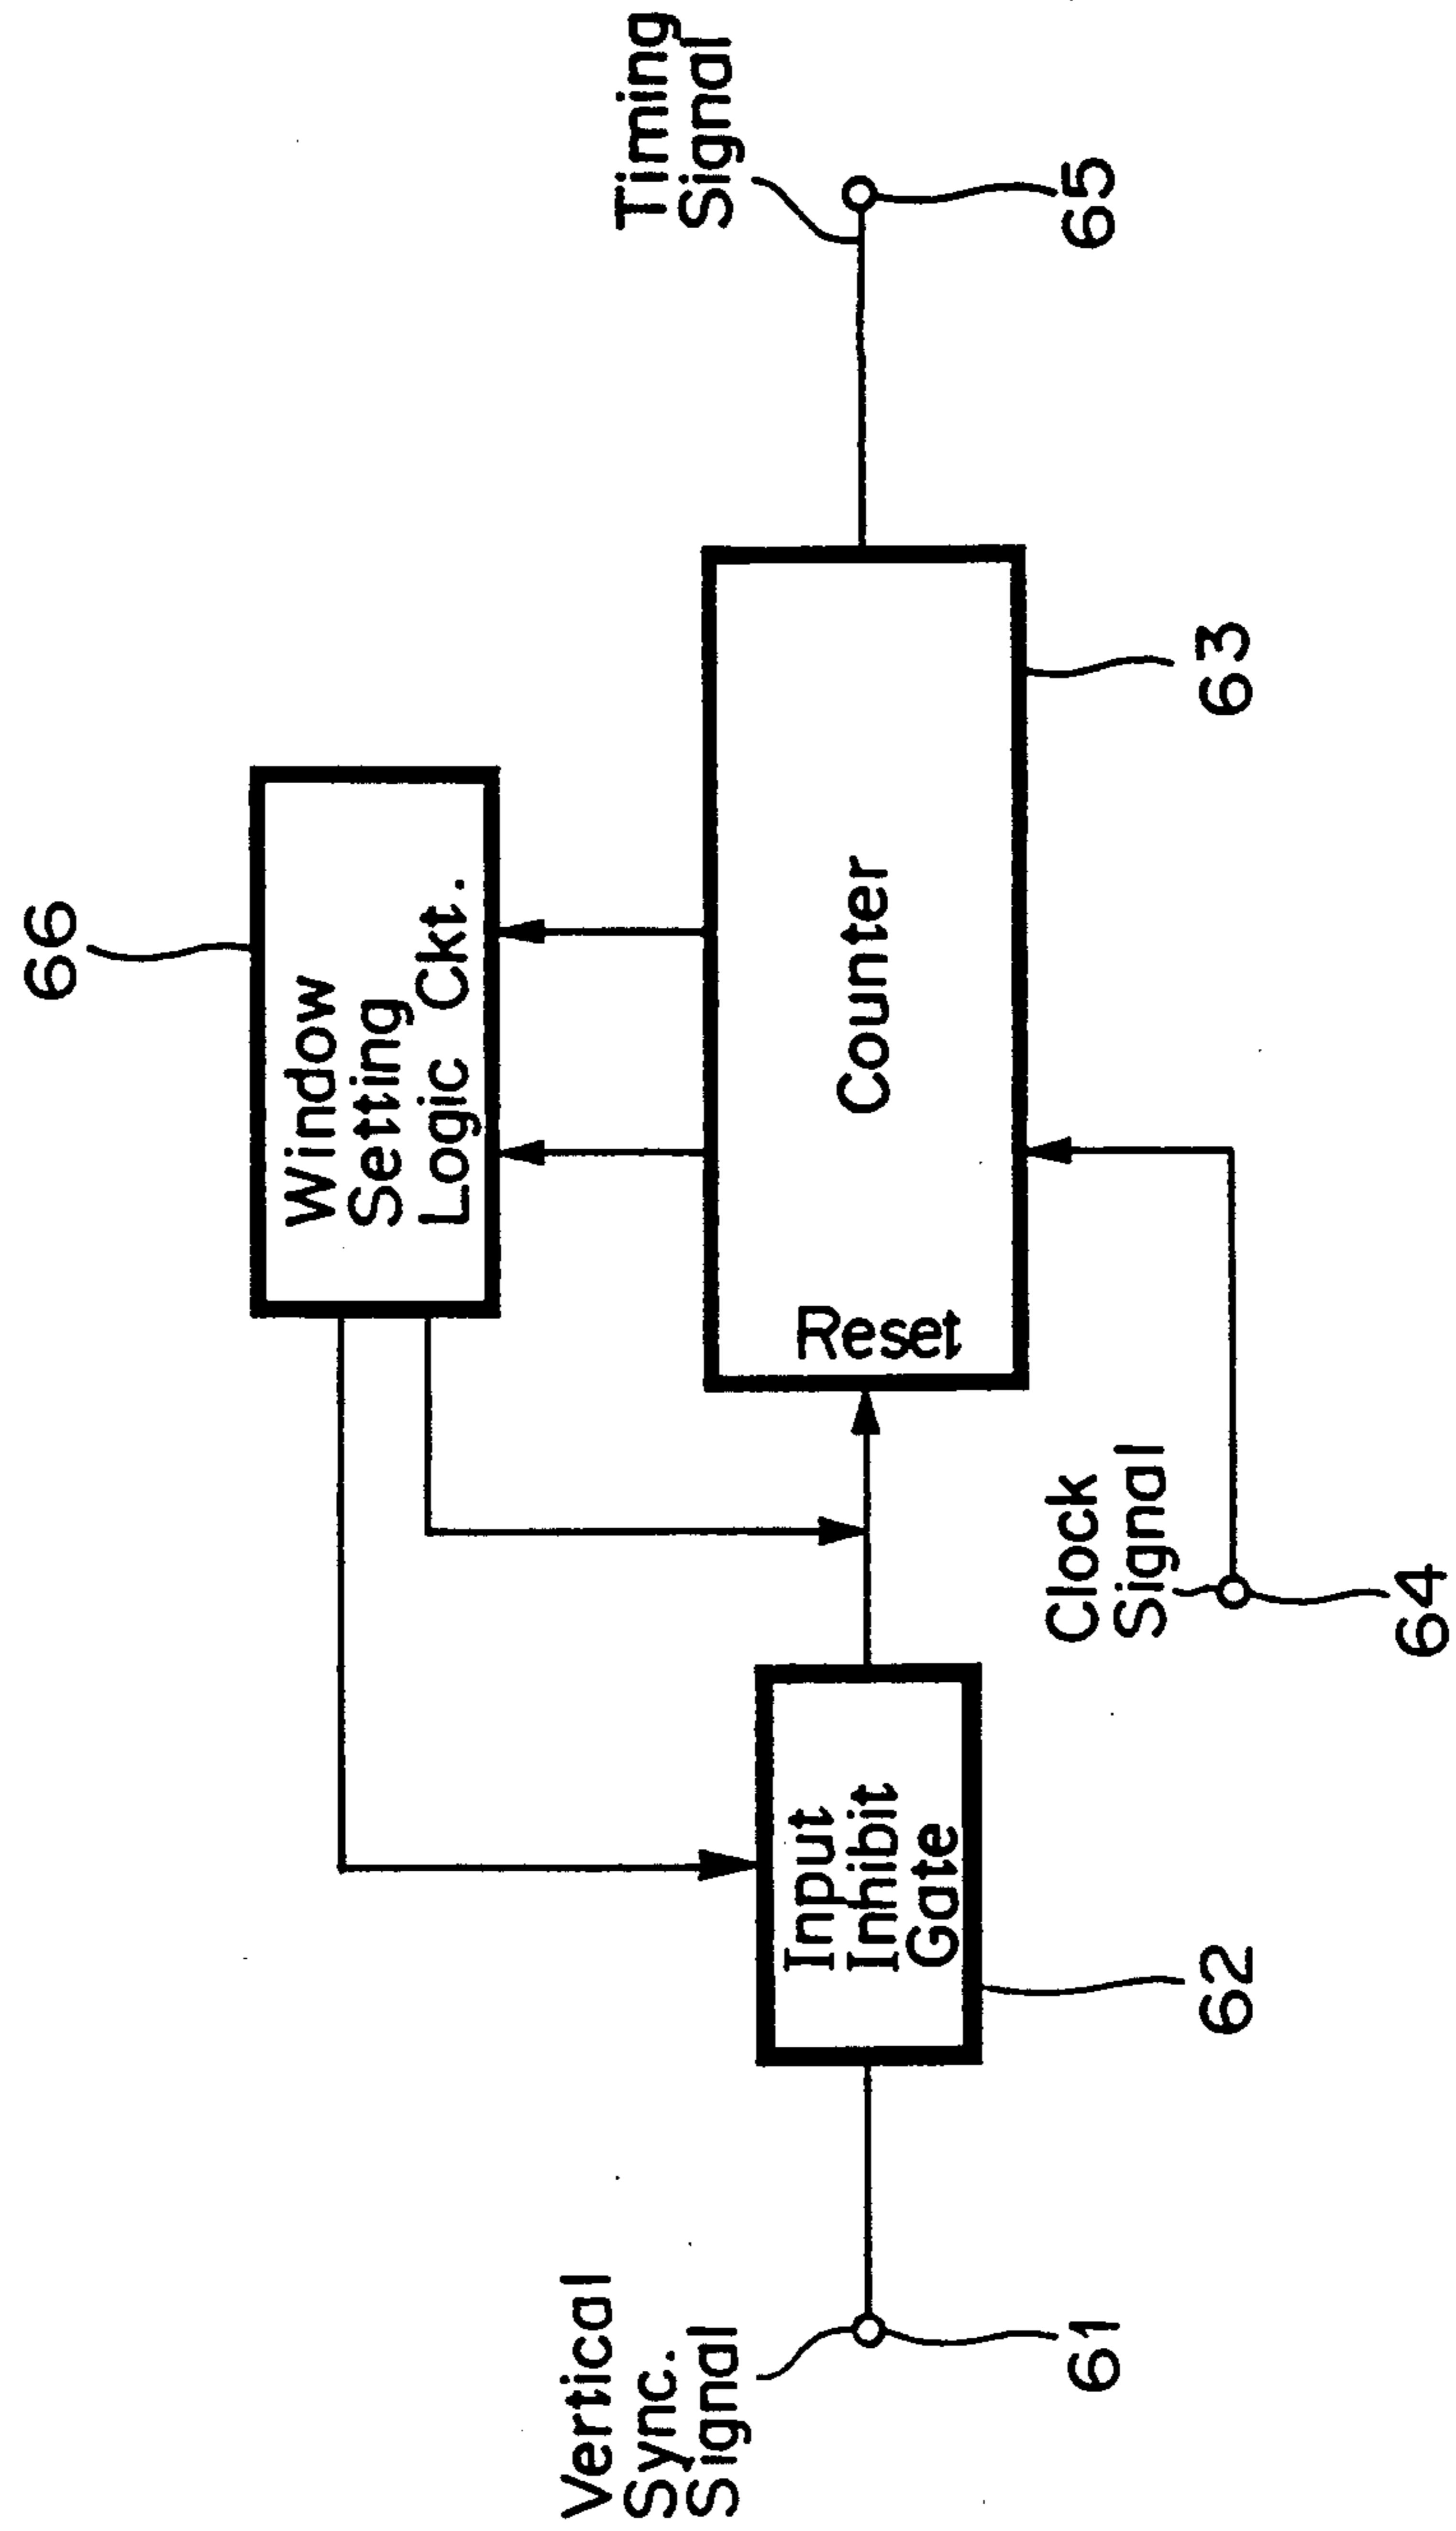 66
Window
Setting
Logic Ckt.
Timing
Signal
65
Vertical
Sync.
Signal
61
Input
Inhibit
Gate
62
Reset
Counter
63
Clock
Signal
64